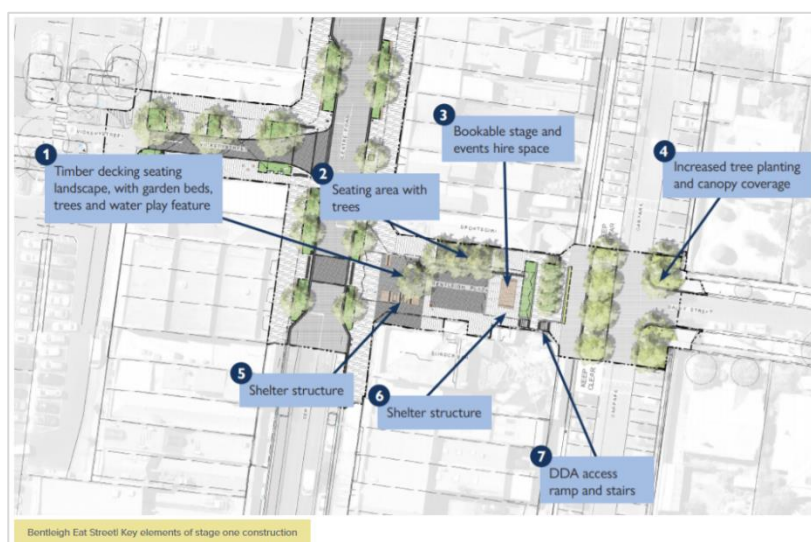 1
Timber decking seating
landscape, with garden beds,
trees and water play feature
2
Seating area with
trees
3
Bookable stage and
events hire space
4
Increased tree planting
and canopy coverage
5
Shelter structure
6
Shelter structure
7
DDA access
ramp and stairs
KEEP
CLEAR
Bentleigh Eat Street| Key elements of stage one construction